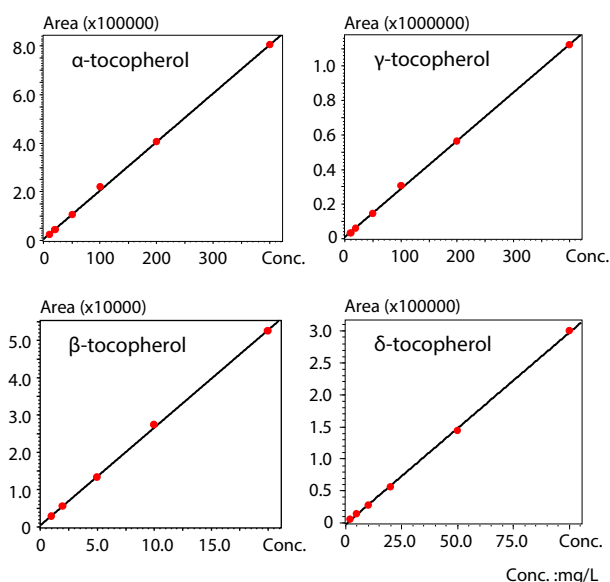 Area (x100000)
α-tocopherol
8.0
6.0
4.0
2.0
0
0 100 200 300 Conc.
Area (x1000000)
γ-tocopherol
1.0
0.8
0.6
0.4
0.2
0
0 100 200 300 Conc.
Area (x10000)
β-tocopherol
5.0
4.0
3.0
2.0
1.0
0.0
0 5.0 10.0 15.0 Conc.
Area (x100000)
δ-tocopherol
3.0
2.5
2.0
1.5
1.0
0.5
0.0
0 25.0 50.0 75.0 Conc.
Conc. :mg/L